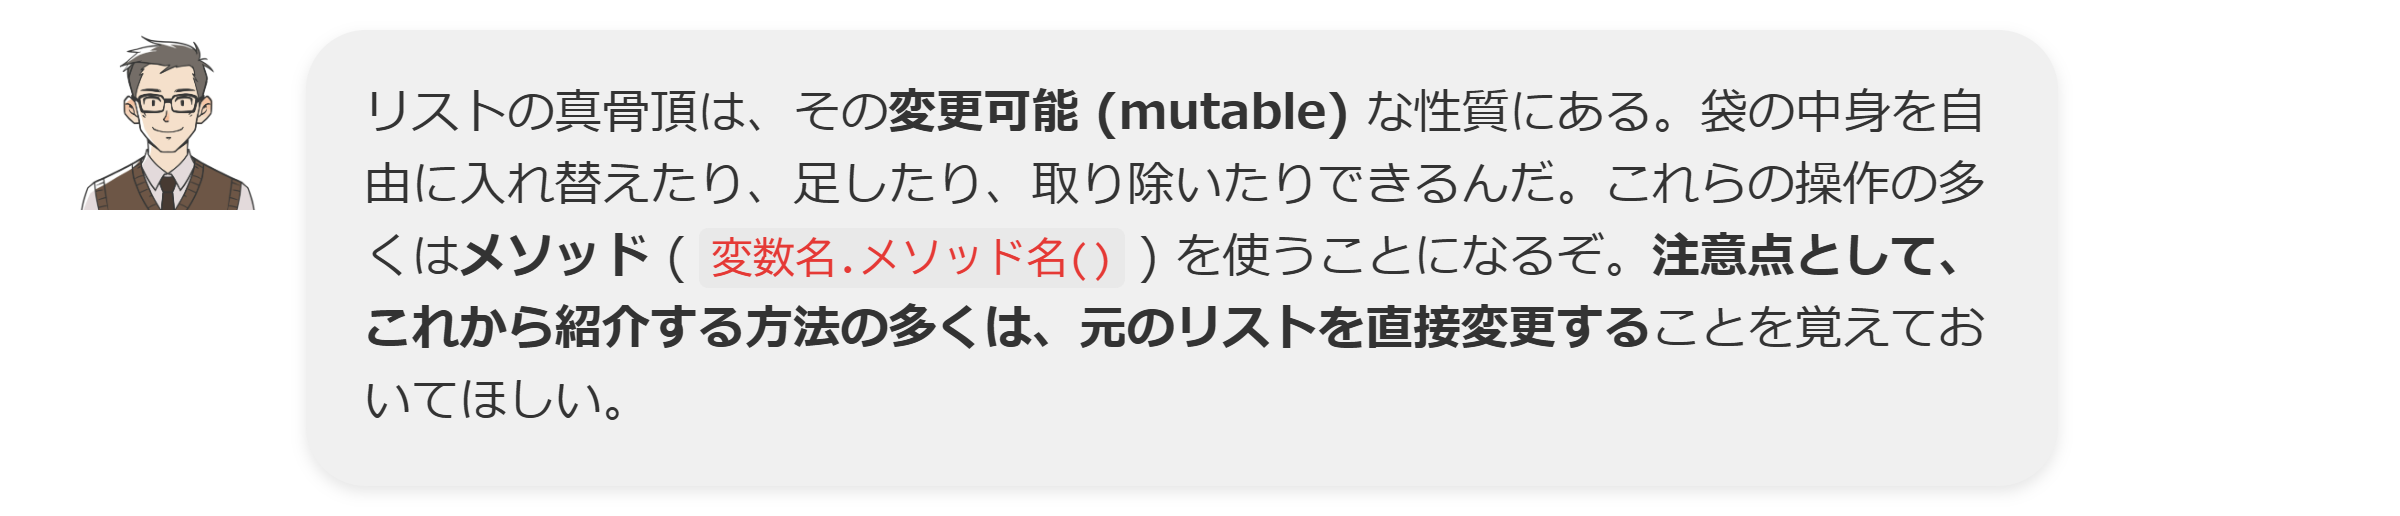 リストの真骨頂は、その変更可能 (mutable) な性質にある。袋の中身を自
由に入れ替えたり、足したり、取り除いたりできるんだ。これらの操作の多
くはメソッド ( 変数名.メソッド名() ) を使うことになるぞ。注意点として、
これから紹介する方法の多くは、元のリストを直接変更することを覚えてお
いてほしい。